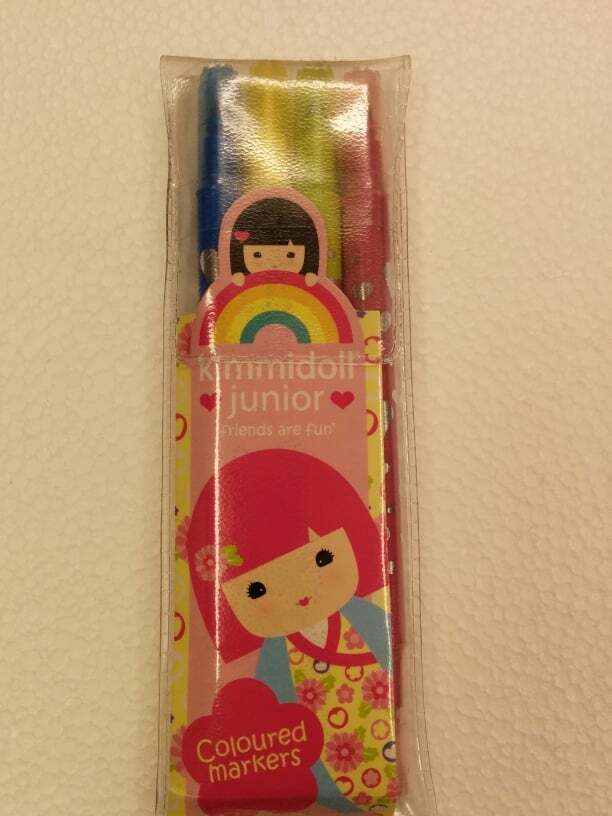 kimmidoll
junior
friends are fun
Coloured
markers